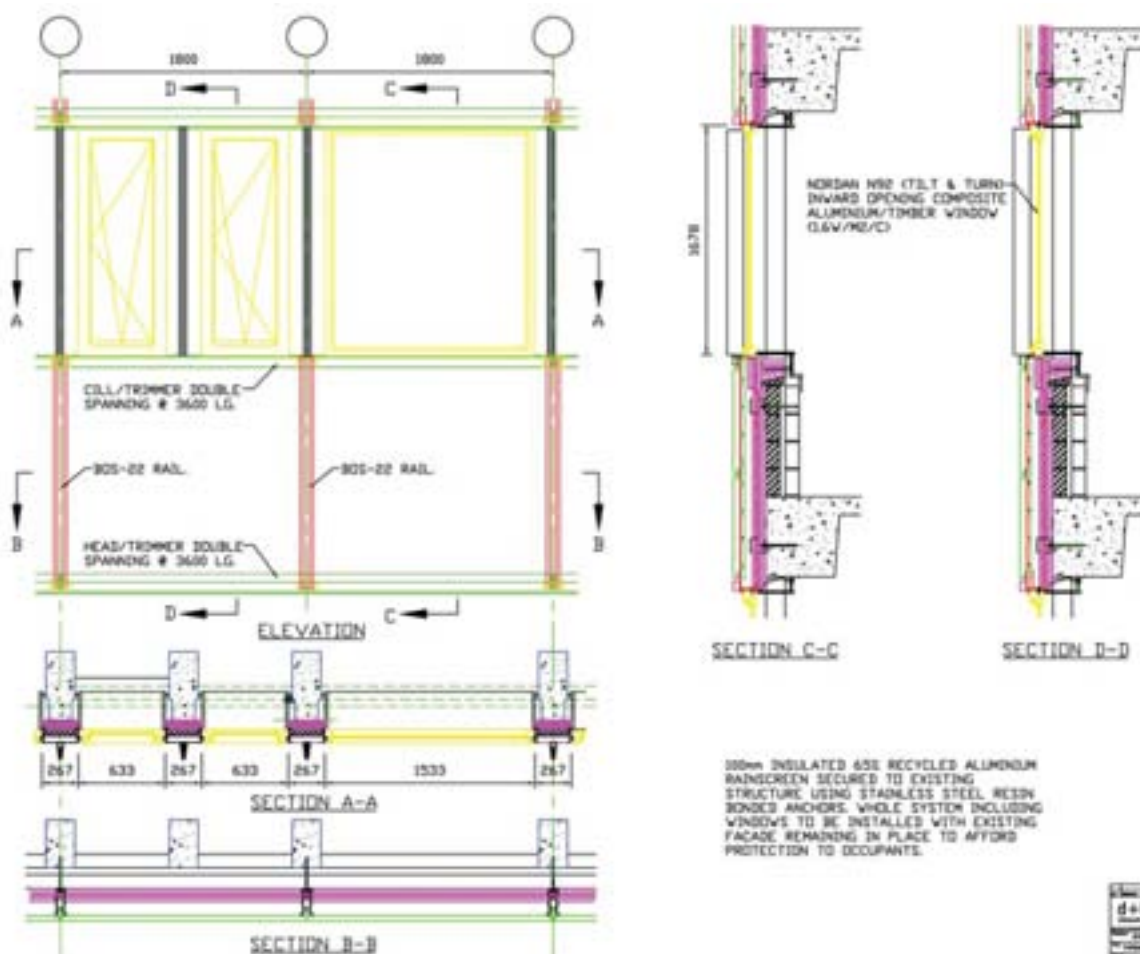 1800
1800
D
C
A
A
CILL/TRIMMER DOUBLE
SPANNING @ 3600 LG.
BOS-22 RAIL
BOS-22 RAIL
B
B
HEAD/TRIMMER DOUBLE
SPANNING @ 3600 LG.
D
C
ELEVATION
267
633
267
633
267
1533
267
SECTION A-A
SECTION B-B
1670
NORDAN N92 (TILT & TURN)
INWARD OPENING COMPOSITE
ALUMINIUM/TIMBER WINDOW
(1.6W/M2/C)
SECTION C-C
SECTION D-D
100mm INSULATED 65% RECYCLED ALUMINIUM
RAINSCREEN SECURED TO EXISTING
STRUCTURE USING STAINLESS STEEL RESIN
BONDED ANCHORS. WHOLE SYSTEM INCLUDING
WINDOWS TO BE INSTALLED WITH EXISTING
FACADE REMAINING IN PLACE TO AFFORD
PROTECTION TO OCCUPANTS.